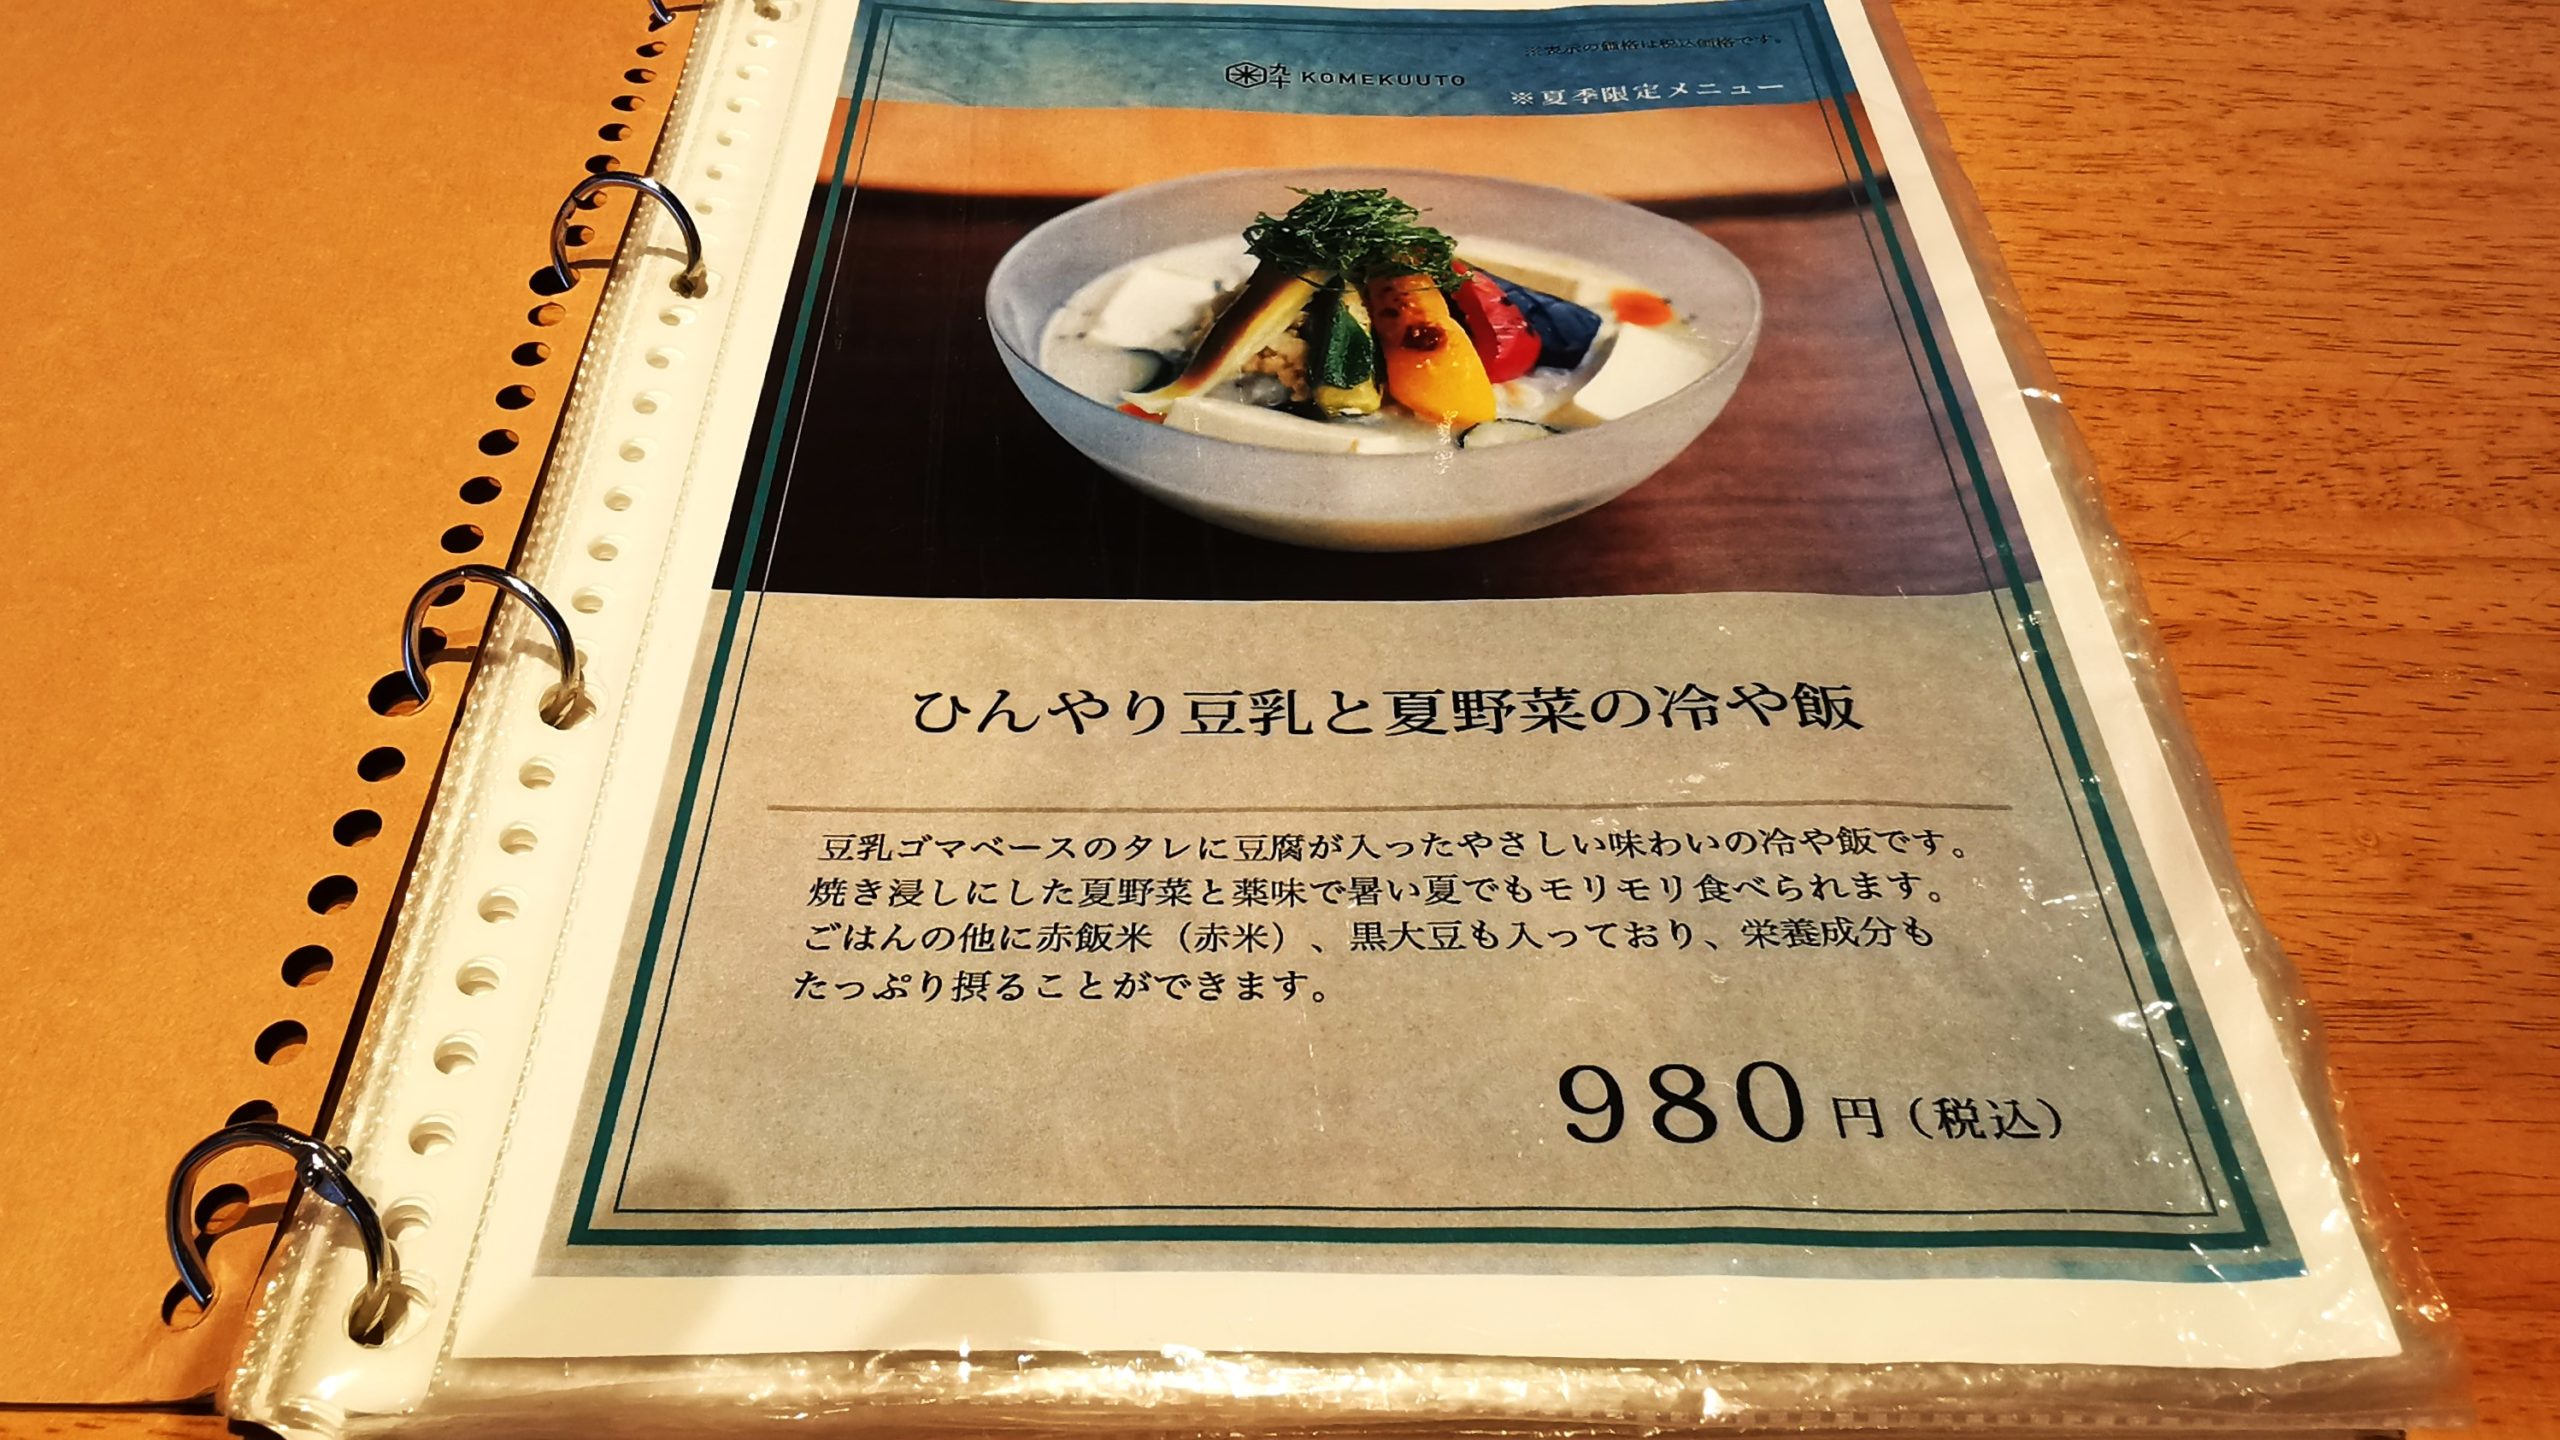 ※表示の価格は税込価格です。
米 九十 KOMEKUUTO
※夏季限定メニュー
ひんやり豆乳と夏野菜の冷や飯
豆乳ゴマベースのタレに豆腐が入ったやさしい味わいの冷や飯です。
焼き浸しにした夏野菜と薬味で暑い夏でもモリモリ食べられます。
ごはんの他に赤飯米（赤米）、黒大豆も入っており、栄養成分も
たっぷり摂ることができます。
980円（税込）